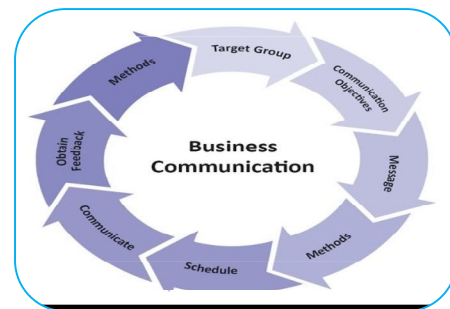 Business
Communication
Target Group
Communication
Objectives
Message
Methods
Schedule
Communicate
Obtain
Feedback
Methods